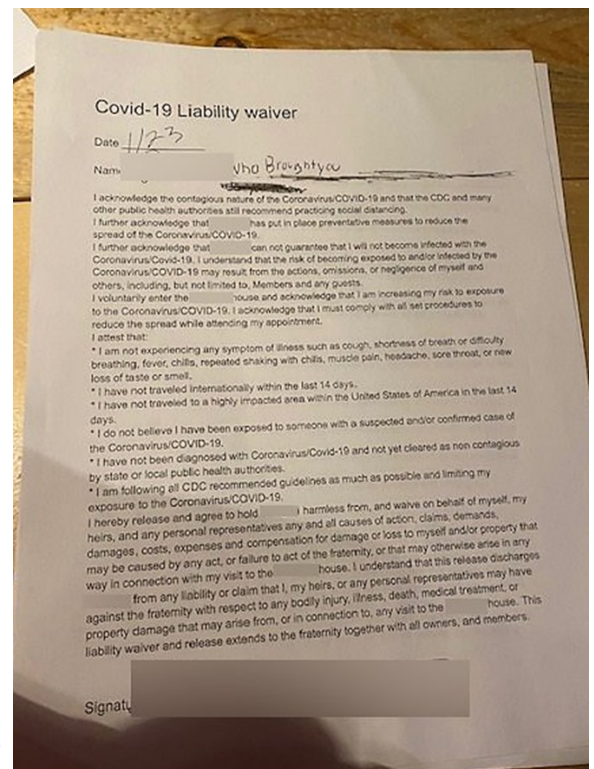 Covid-19 Liability waiver
Date 1/23
Name Who Broughtya
I acknowledge the contagious nature of the Coronavirus/COVID-19 and that the CDC and many
other public health authorities still recommend practicing social distancing.
I further acknowledge that has put in place preventative measures to reduce the
spread of the Coronavirus/COVID-19.
I further acknowledge that can not guarantee that I will not become infected with the
Coronavirus/Covid-19. I understand that the risk of becoming exposed to and/or infected by the
Coronavirus/COVID-19 may result from the actions, omissions, or negligence of myself and
others, including, but not limited to, Members and any guests.
I voluntarily enter the house and acknowledge that I am increasing my risk to exposure
to the Coronavirus/COVID-19. I acknowledge that I must comply with all set procedures to
reduce the spread while attending my appointment.
I attest that:
* I am not experiencing any symptom of illness such as cough, shortness of breath or difficulty
breathing, fever, chills, repeated shaking with chills, muscle pain, headache, sore throat, or new
loss of taste or smell.
* I have not traveled internationally within the last 14 days.
* I have not traveled to a highly impacted area within the United States of America in the last 14
days.
* I do not believe I have been exposed to someone with a suspected and/or confirmed case of
the Coronavirus/COVID-19.
* I have not been diagnosed with Coronavirus/Covid-19 and not yet cleared as non contagious
by state or local public health authorities.
* I am following all CDC recommended guidelines as much as possible and limiting my
exposure to the Coronavirus/COVID-19.
I hereby release and agree to hold harmless from, and waive on behalf of myself, my
heirs, and any personal representatives any and all causes of action, claims, demands,
damages, costs, expenses and compensation for damage or loss to myself and/or property that
may be caused by any act, or failure to act of the fraternity, or that may otherwise arise in any
way in connection with my visit to the house. I understand that this release discharges
from any liability or claim that I, my heirs, or any personal representatives may have
against the fraternity with respect to any bodily injury, illness, death, medical treatment, or
property damage that may arise from, or in connection to, any visit to the house. This
liability waiver and release extends to the fraternity together with all owners, and members.